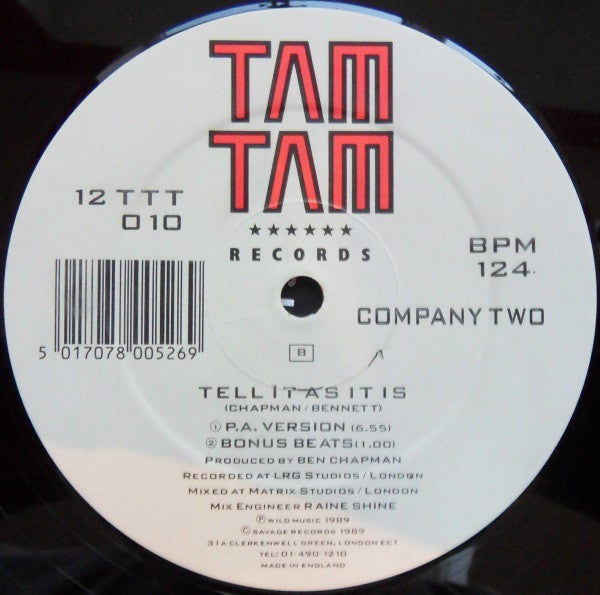 TAM
TAM
★★★★★★
RECORDS
12 TTT
010
BPM
124
COMPANY TWO
5 017078 005269
B
TELL IT AS IT IS
(CHAPMAN / BENNETT)
① P.A. VERSION (6.55)
② BONUS BEATS (1.00)
PRODUCED BY BEN CHAPMAN
RECORDED AT LRG STUDIOS / LONDON
MIXED AT MATRIX STUDIOS / LONDON
MIX ENGINEER RAINE SHINE
Ⓟ WILD MUSIC 1989
© SAVAGE RECORDS 1989
31A CLERKENWELL GREEN, LONDON EC1
TEL: 01-490-1210
MADE IN ENGLAND